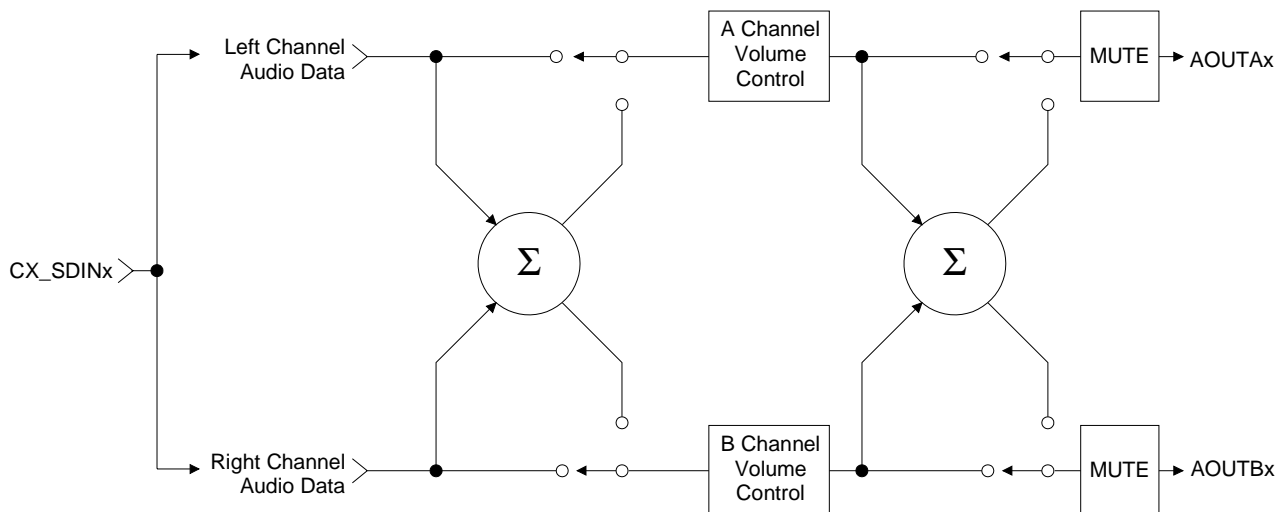 Left Channel
Audio Data
A Channel
Volume
Control
MUTE
AOUTAx
Σ
Σ
CX_SDINx
Right Channel
Audio Data
B Channel
Volume
Control
MUTE
AOUTBx